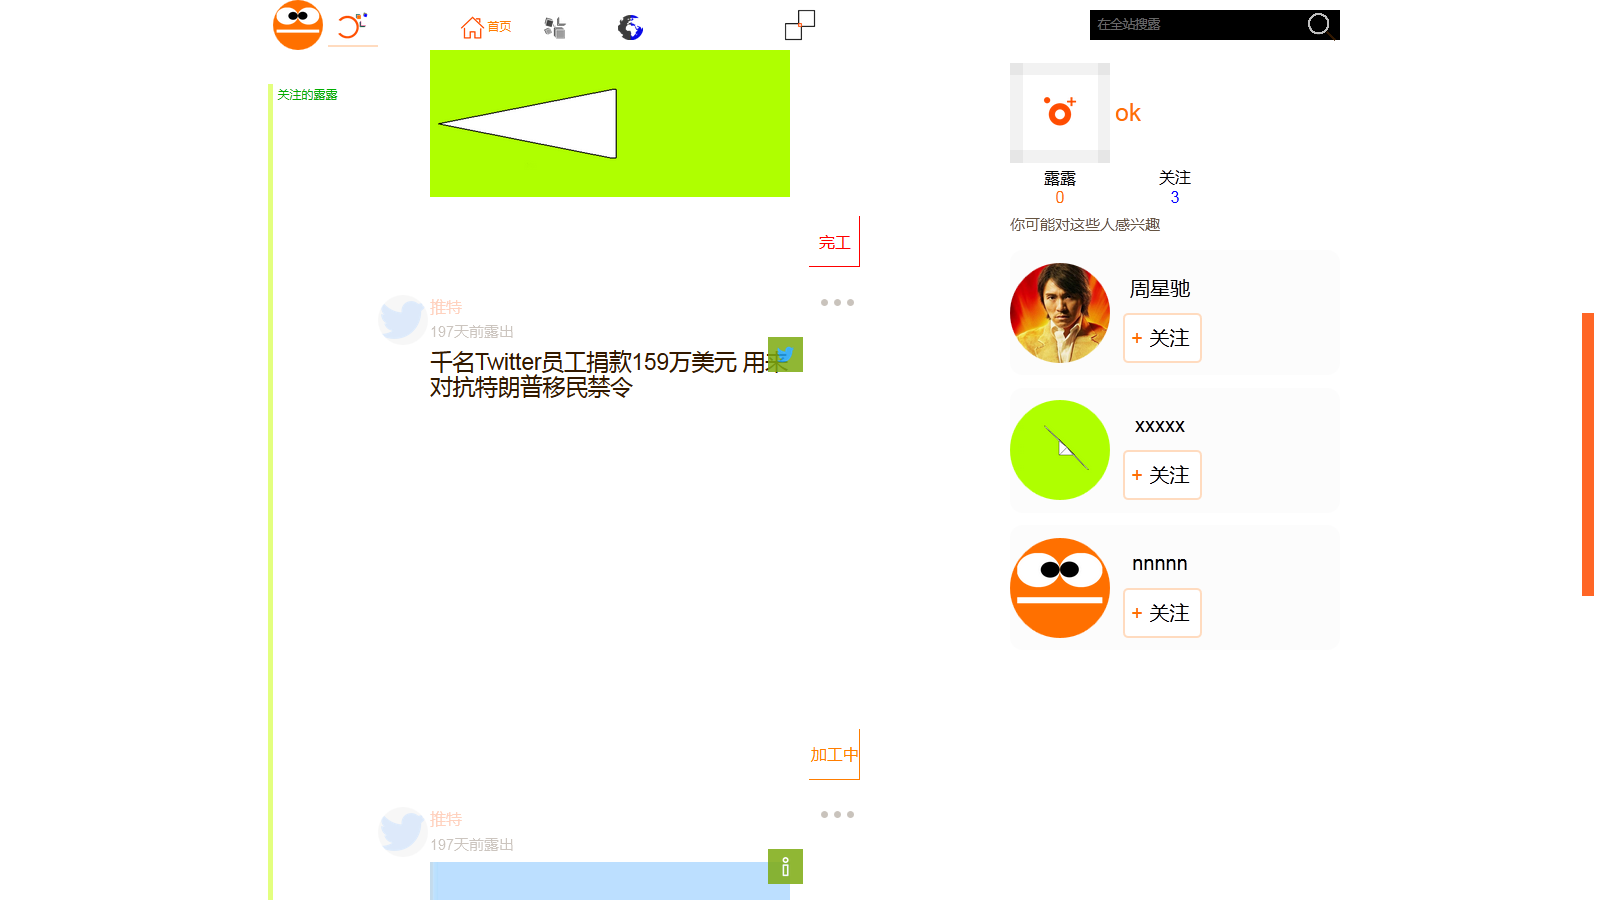 首页
在全站搜露
关注的露露
完工
推特
197天前露出
千名Twitter员工捐款159万美元 用来
对抗特朗普移民禁令
加工中
推特
197天前露出
ok
露露
关注
0
3
你可能对这些人感兴趣
周星驰
+ 关注
xxxxx
+ 关注
nnnnn
+ 关注